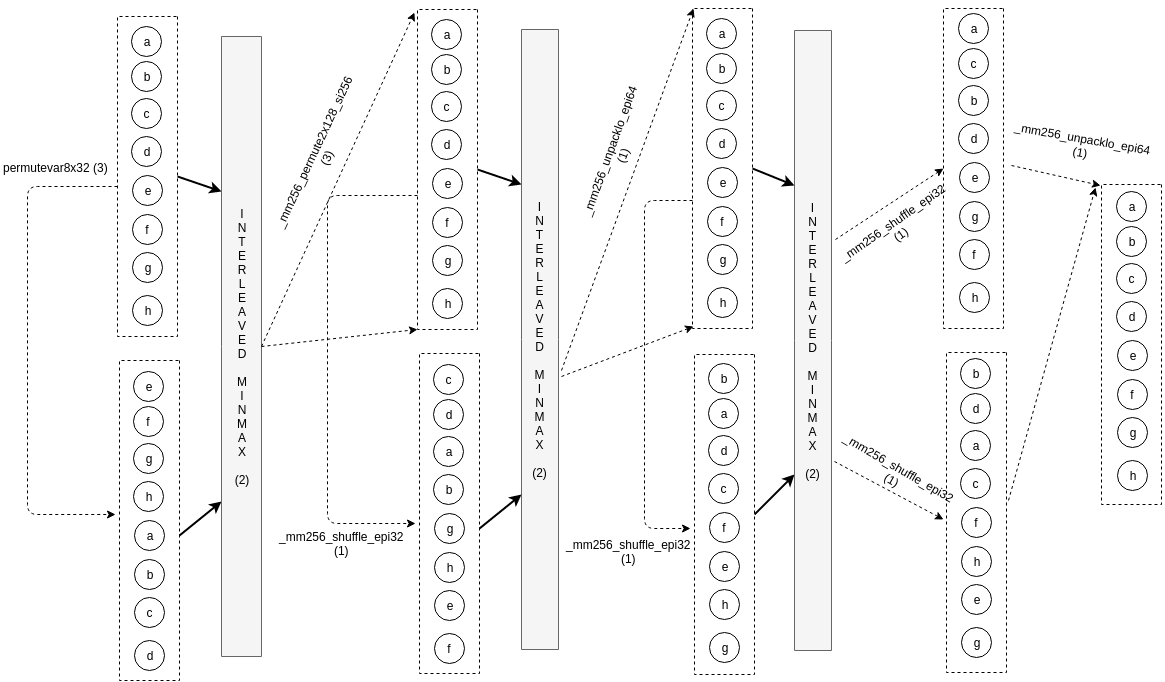 permutevar8x32 (3)
a
b
c
d
e
f
g
h
e
f
g
h
a
b
c
d
INTERLEAVED MINMAX
(2)
_mm256_permute2x128_si256
(3)
a
b
c
d
e
f
g
h
_mm256_shuffle_epi32
(1)
c
d
a
b
g
h
e
f
INTERLEAVED MINMAX
(2)
_mm256_unpacklo_epi64
(1)
a
b
c
d
e
f
g
h
_mm256_shuffle_epi32
(1)
b
a
d
c
f
e
h
g
INTERLEAVED MINMAX
(2)
_mm256_shuffle_epi32
(1)
a
c
b
d
e
g
f
h
_mm256_shuffle_epi32
(1)
b
d
a
c
f
h
e
g
_mm256_unpacklo_epi64
(1)
a
b
c
d
e
f
g
h